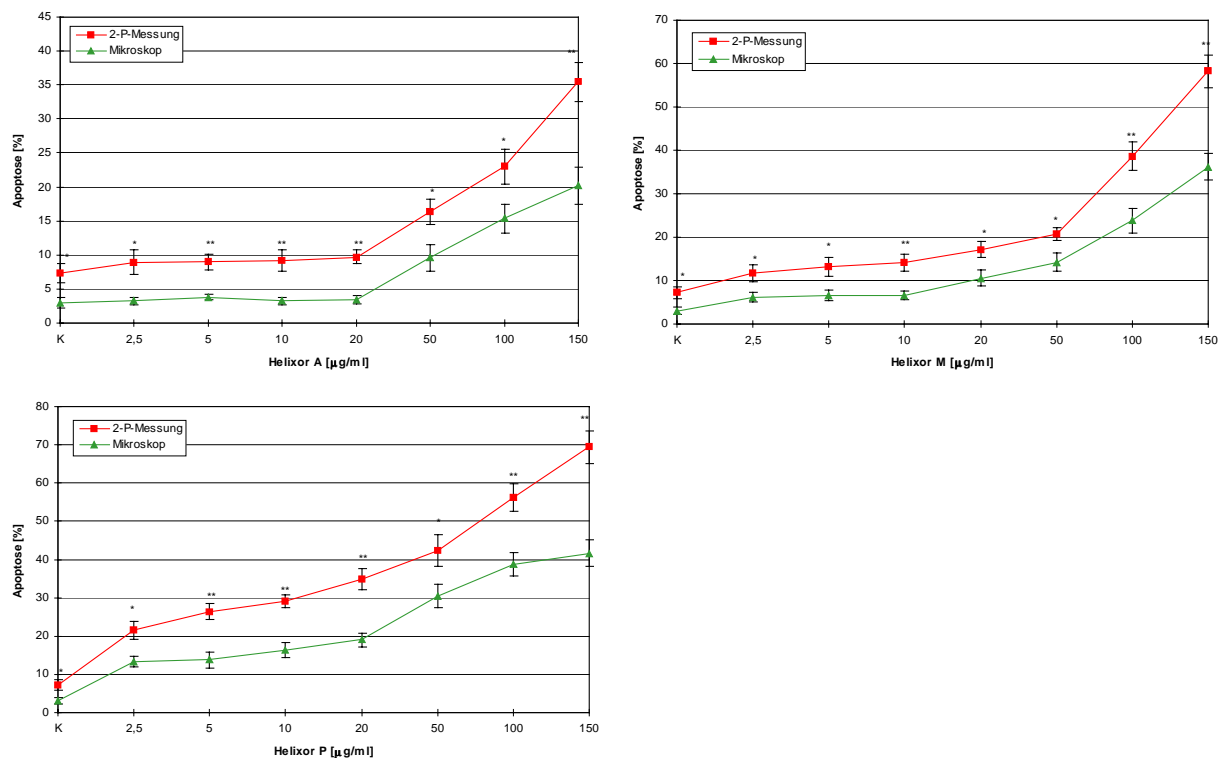 45
40
35
30
25
20
15
10
5
0
Apoptose [%]
2-P-Messung
Mikroskop
* * ** ** ** * * **
K 2,5 5 10 20 50 100 150
Helixor A [µg/ml]
70
60
50
40
30
20
10
0
Apoptose [%]
2-P-Messung
Mikroskop
* * * ** * * ** **
K 2,5 5 10 20 50 100 150
Helixor M [µg/ml]
80
70
60
50
40
30
20
10
0
Apoptose [%]
2-P-Messung
Mikroskop
* * ** ** ** * ** **
K 2,5 5 10 20 50 100 150
Helixor P [µg/ml]